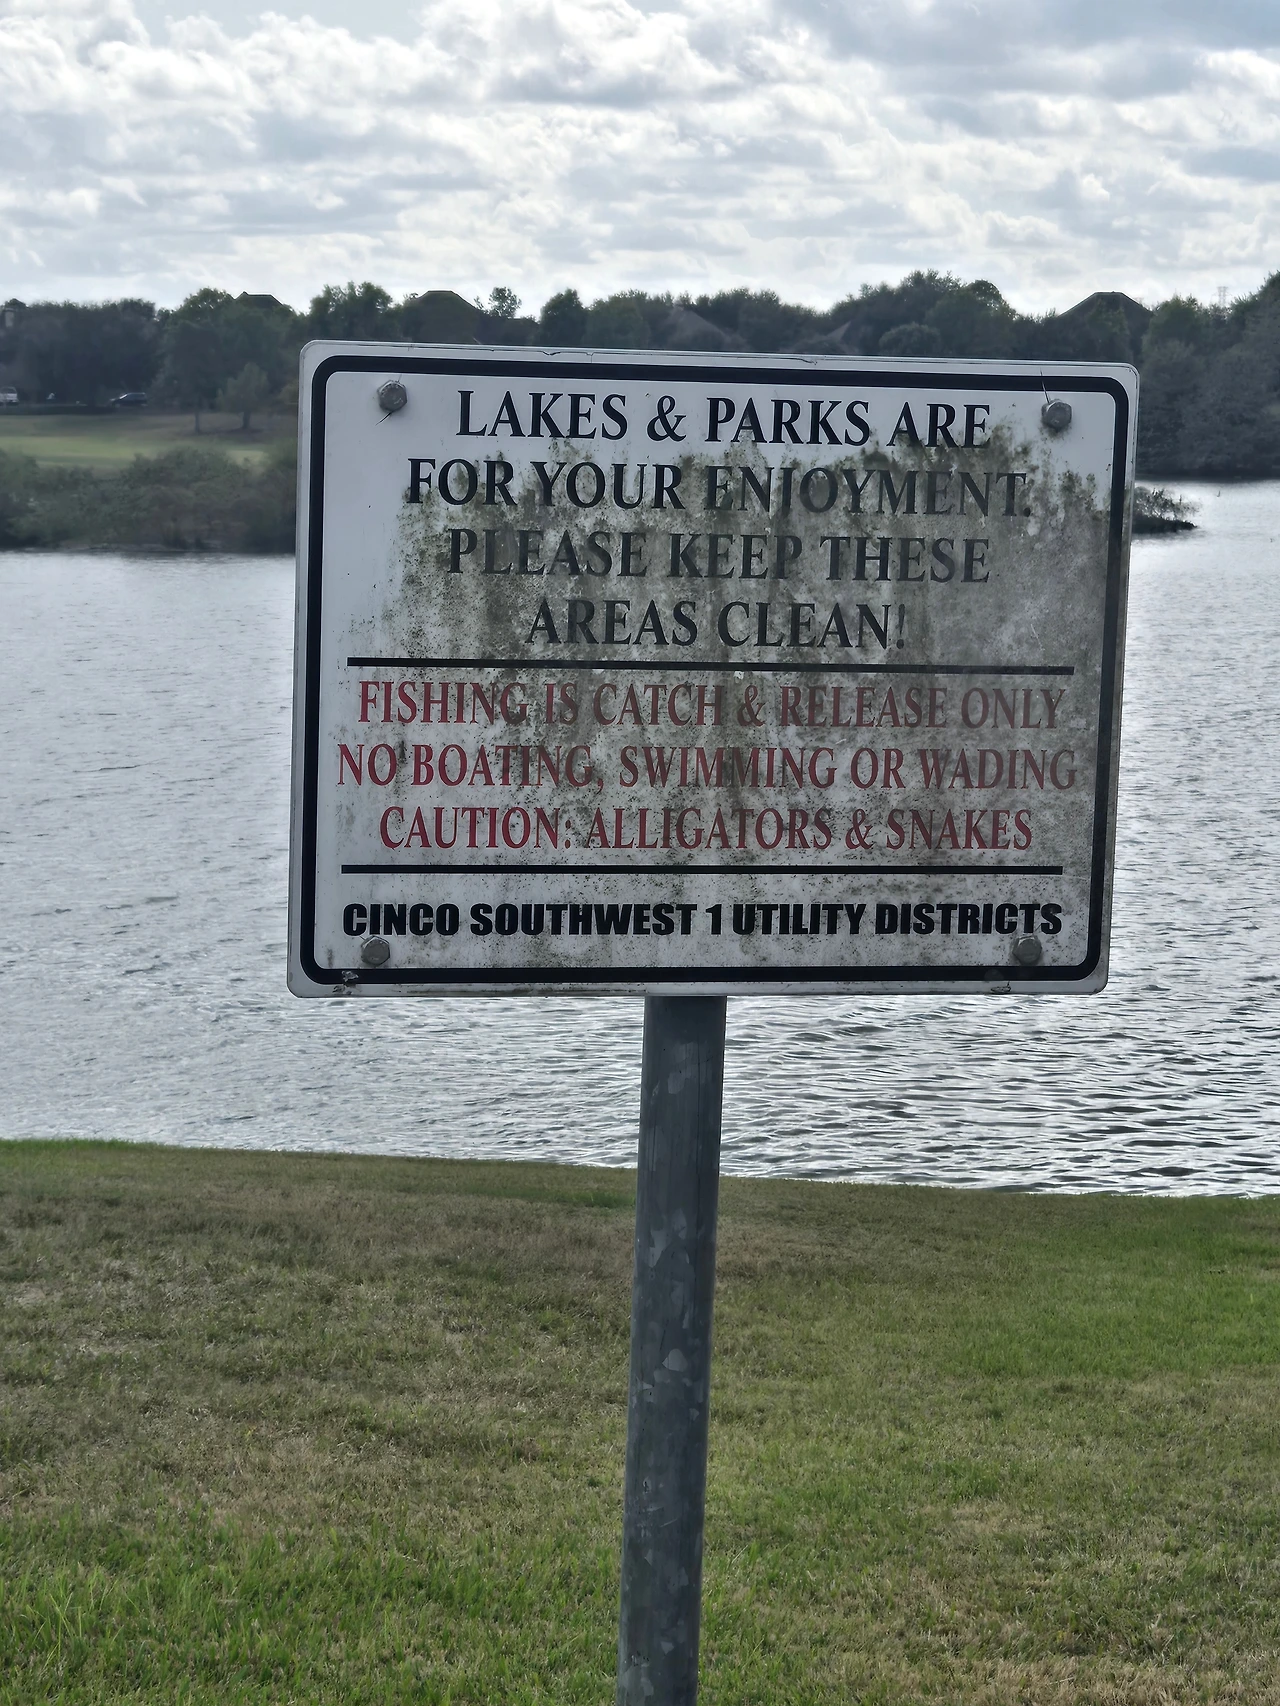 LAKES & PARKS ARE
FOR YOUR ENJOYMENT.
PLEASE KEEP THESE
AREAS CLEAN!
FISHING IS CATCH & RELEASE ONLY
NO BOATING, SWIMMING OR WADING
CAUTION: ALLIGATORS & SNAKES
CINCO SOUTHWEST 1 UTILITY DISTRICTS